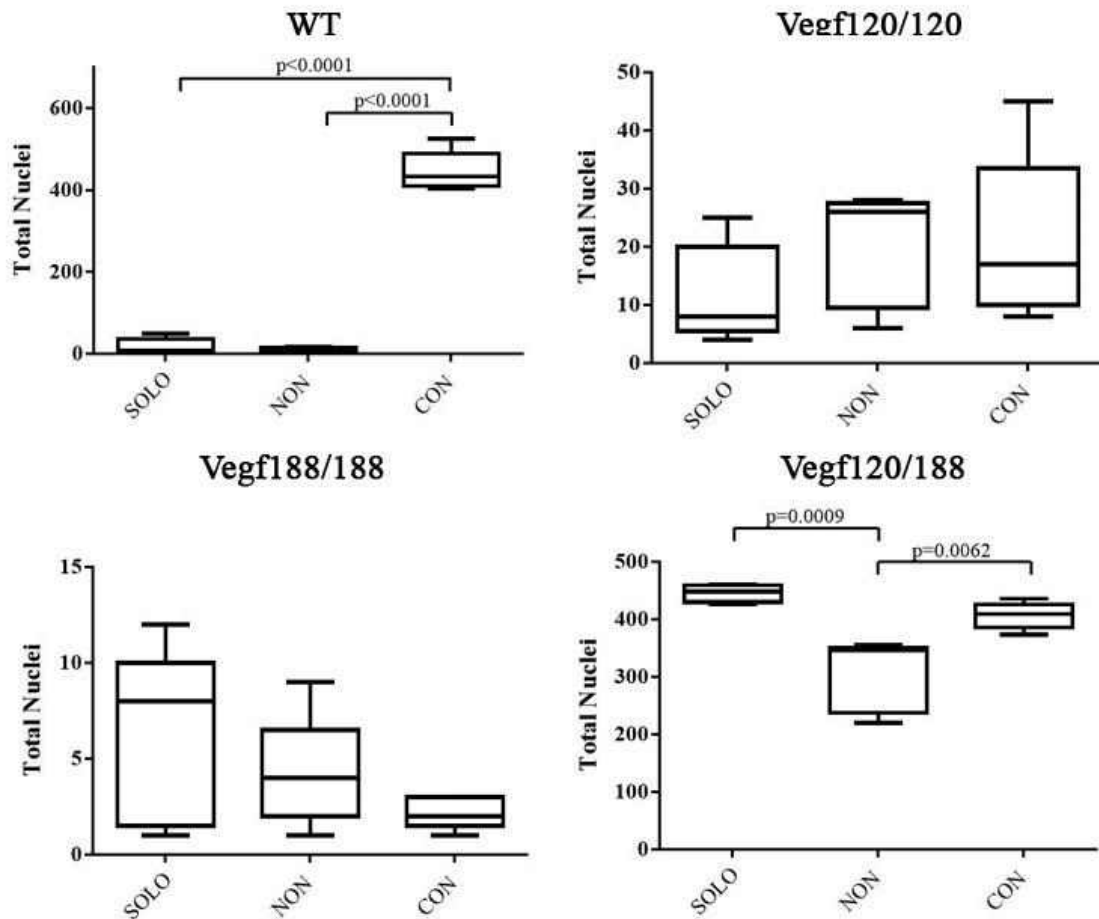 WT
p<0.0001
p<0.0001
600
400
200
0
Total Nuclei
SOLO
NON
CON
Vegf120/120
50
40
30
20
10
0
Total Nuclei
SOLO
NON
CON
Vegf188/188
15
10
5
0
Total Nuclei
SOLO
NON
CON
Vegf120/188
p=0.0009
p=0.0062
500
400
300
200
100
0
Total Nuclei
SOLO
NON
CON